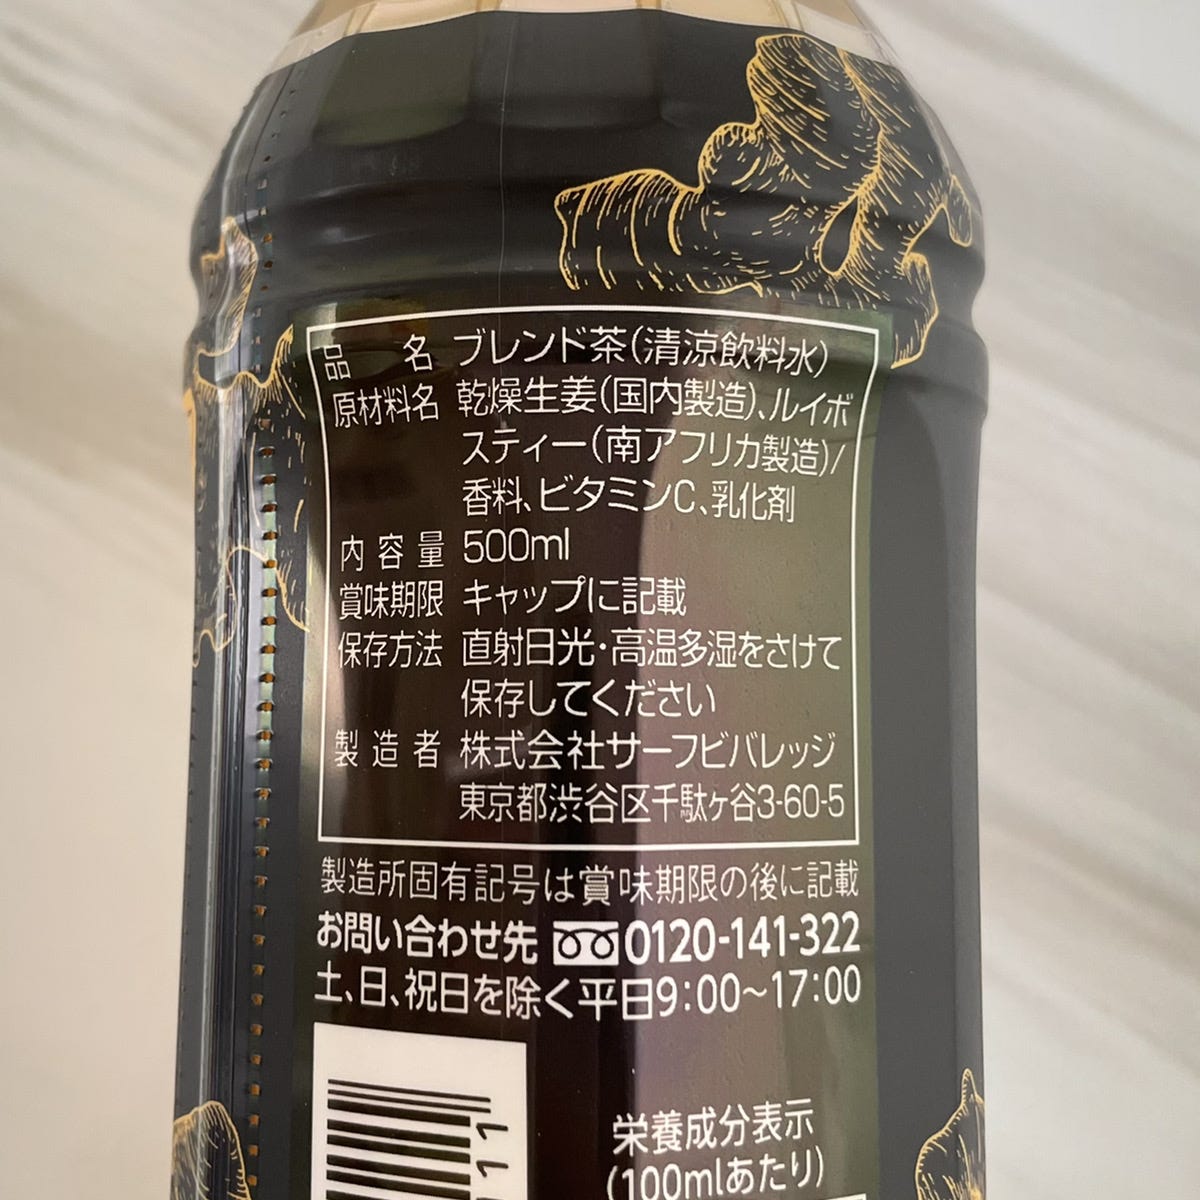 品名 ブレンド茶(清涼飲料水)
原材料名 乾燥生姜(国内製造)、ルイボ
スティー(南アフリカ製造)/
香料、ビタミンC、乳化剤
内容量 500ml
賞味期限 キャップに記載
保存方法 直射日光・高温多湿をさけて
保存してください
製造者 株式会社サーフビバレッジ
東京都渋谷区千駄ヶ谷3-60-5
製造所固有記号は賞味期限の後に記載
お問い合わせ先 0120-141-322
土、日、祝日を除く平日9:00~17:00
栄養成分表示
(100mlあたり)